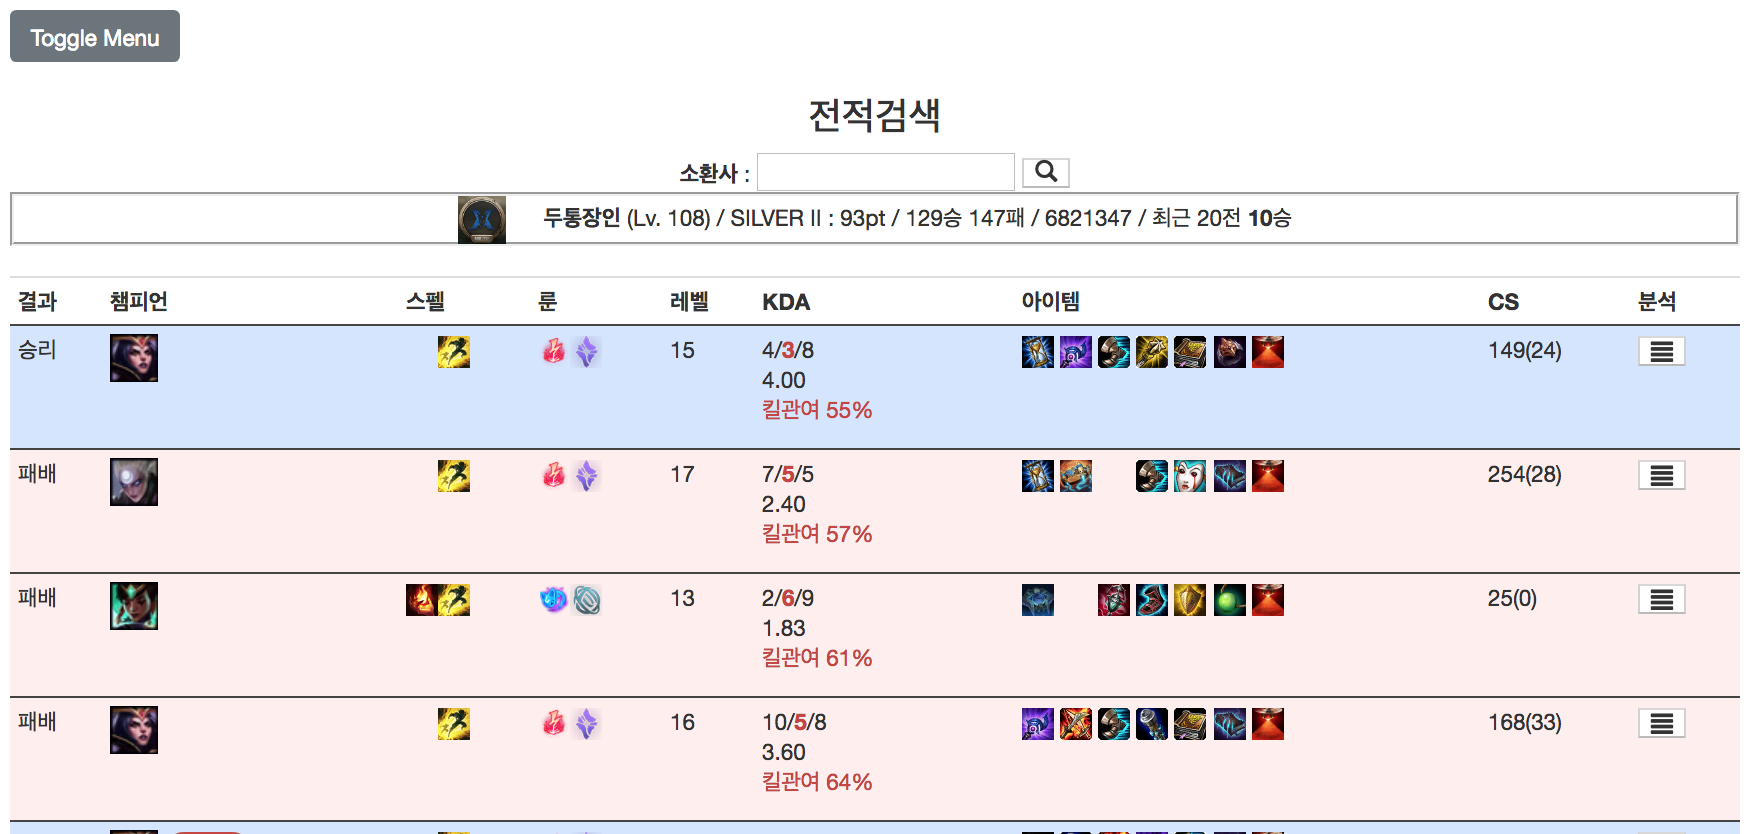 Toggle Menu
전적검색
소환사 :
두통장인 (Lv. 108) / SILVER II : 93pt / 129승 147패 / 6821347 / 최근 20전 10승
결과 챔피언 스펠 룬 레벨 KDA 아이템 CS 분석
승리 15 4/3/8 149(24)
4.00
킬관여 55%
패배 17 7/5/5 254(28)
2.40
킬관여 57%
패배 13 2/6/9 25(0)
1.83
킬관여 61%
패배 16 10/5/8 168(33)
3.60
킬관여 64%